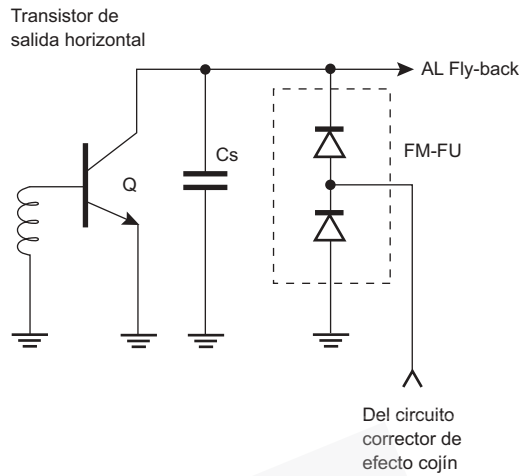 Transistor de
salida horizontal
AL Fly-back
FM-FU
Cs
Q
Del circuito
corrector de
efecto cojín